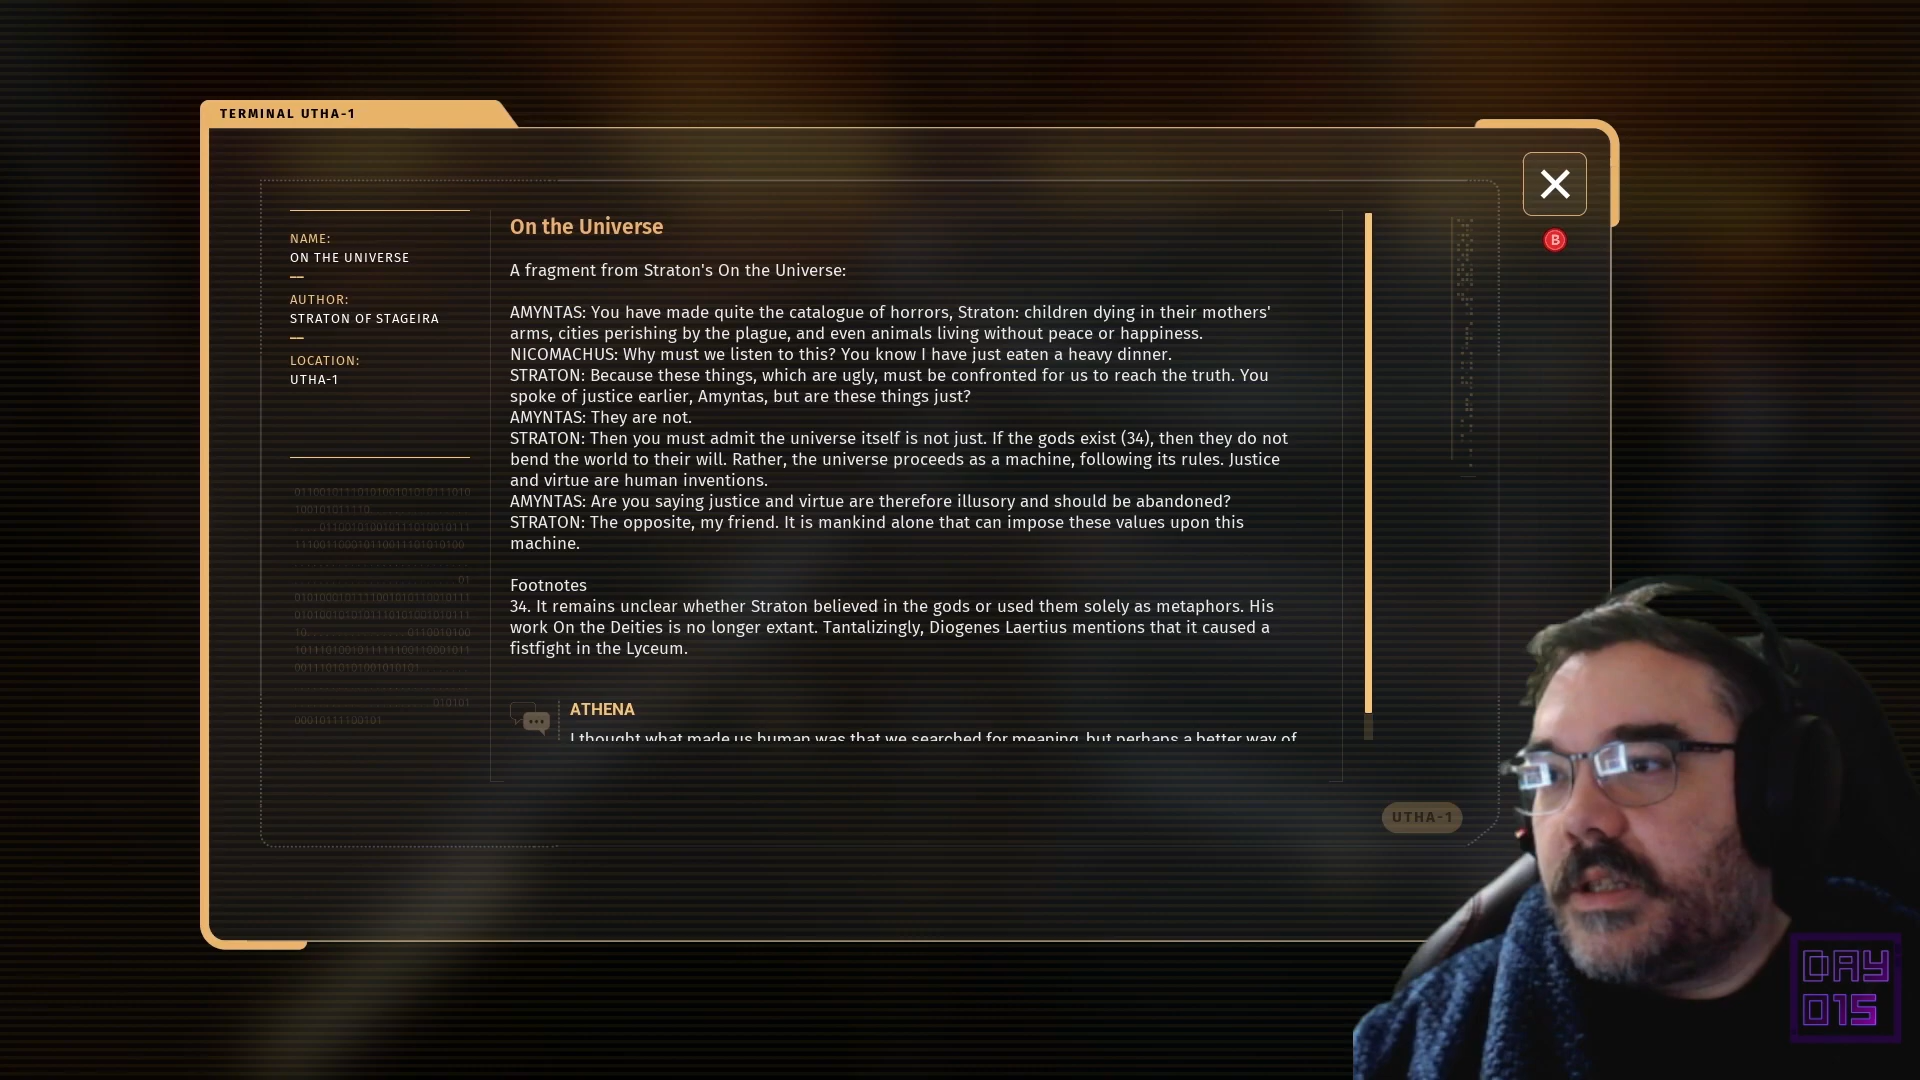 TERMINAL UTHA-1
B
NAME:
ON THE UNIVERSE
AUTHOR:
STRATON OF STAGEIRA
LOCATION:
UTHA-1
On the Universe
A fragment from Straton's On the Universe:
AMYNTAS: You have made quite the catalogue of horrors, Straton: children dying in their mothers'
arms, cities perishing by the plague, and even animals living without peace or happiness.
NICOMACHUS: Why must we listen to this? You know I have just eaten a heavy dinner.
STRATON: Because these things, which are ugly, must be confronted for us to reach the truth. You
spoke of justice earlier, Amyntas, but are these things just?
AMYNTAS: They are not.
STRATON: Then you must admit the universe itself is not just. If the gods exist (34), then they do not
bend the world to their will. Rather, the universe proceeds as a machine, following its rules. Justice
and virtue are human inventions.
AMYNTAS: Are you saying justice and virtue are therefore illusory and should be abandoned?
STRATON: The opposite, my friend. It is mankind alone that can impose these values upon this
machine.
Footnotes
34. It remains unclear whether Straton believed in the gods or used them solely as metaphors. His
work On the Deities is no longer extant. Tantalizingly, Diogenes Laertius mentions that it caused a
fistfight in the Lyceum.
ATHENA
I thought what made us human was that we searched for meaning, but perhaps a better way of
UTHA-1
DAY
015